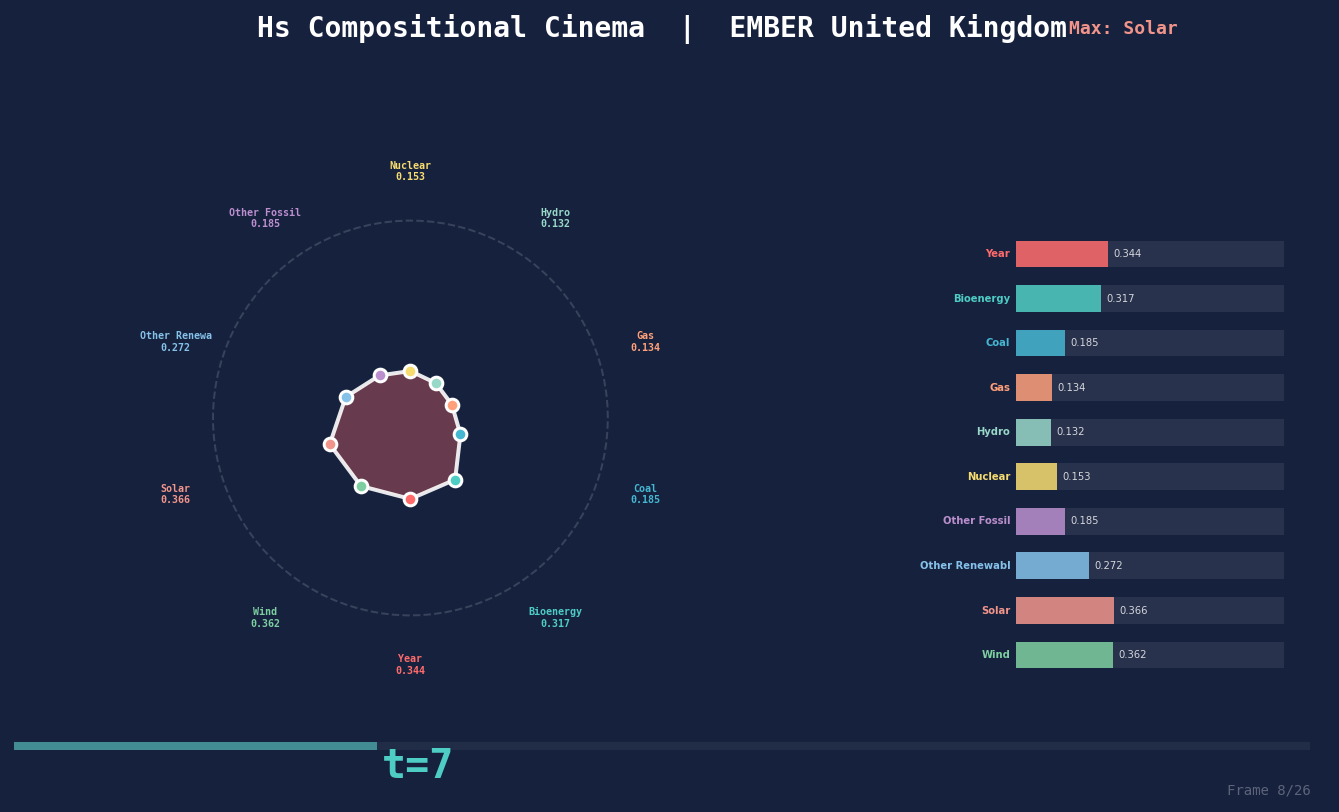 Hs Compositional Cinema  |  EMBER United Kingdom
Max: Solar
Nuclear
0.153
Other Fossil
0.185
Hydro
0.132
Other Renewa
0.272
Gas
0.134
Solar
0.366
Coal
0.185
Wind
0.362
Bioenergy
0.317
Year
0.344
Year 0.344
Bioenergy 0.317
Coal 0.185
Gas 0.134
Hydro 0.132
Nuclear 0.153
Other Fossil 0.185
Other Renewabl 0.272
Solar 0.366
Wind 0.362
t=7
Frame 8/26